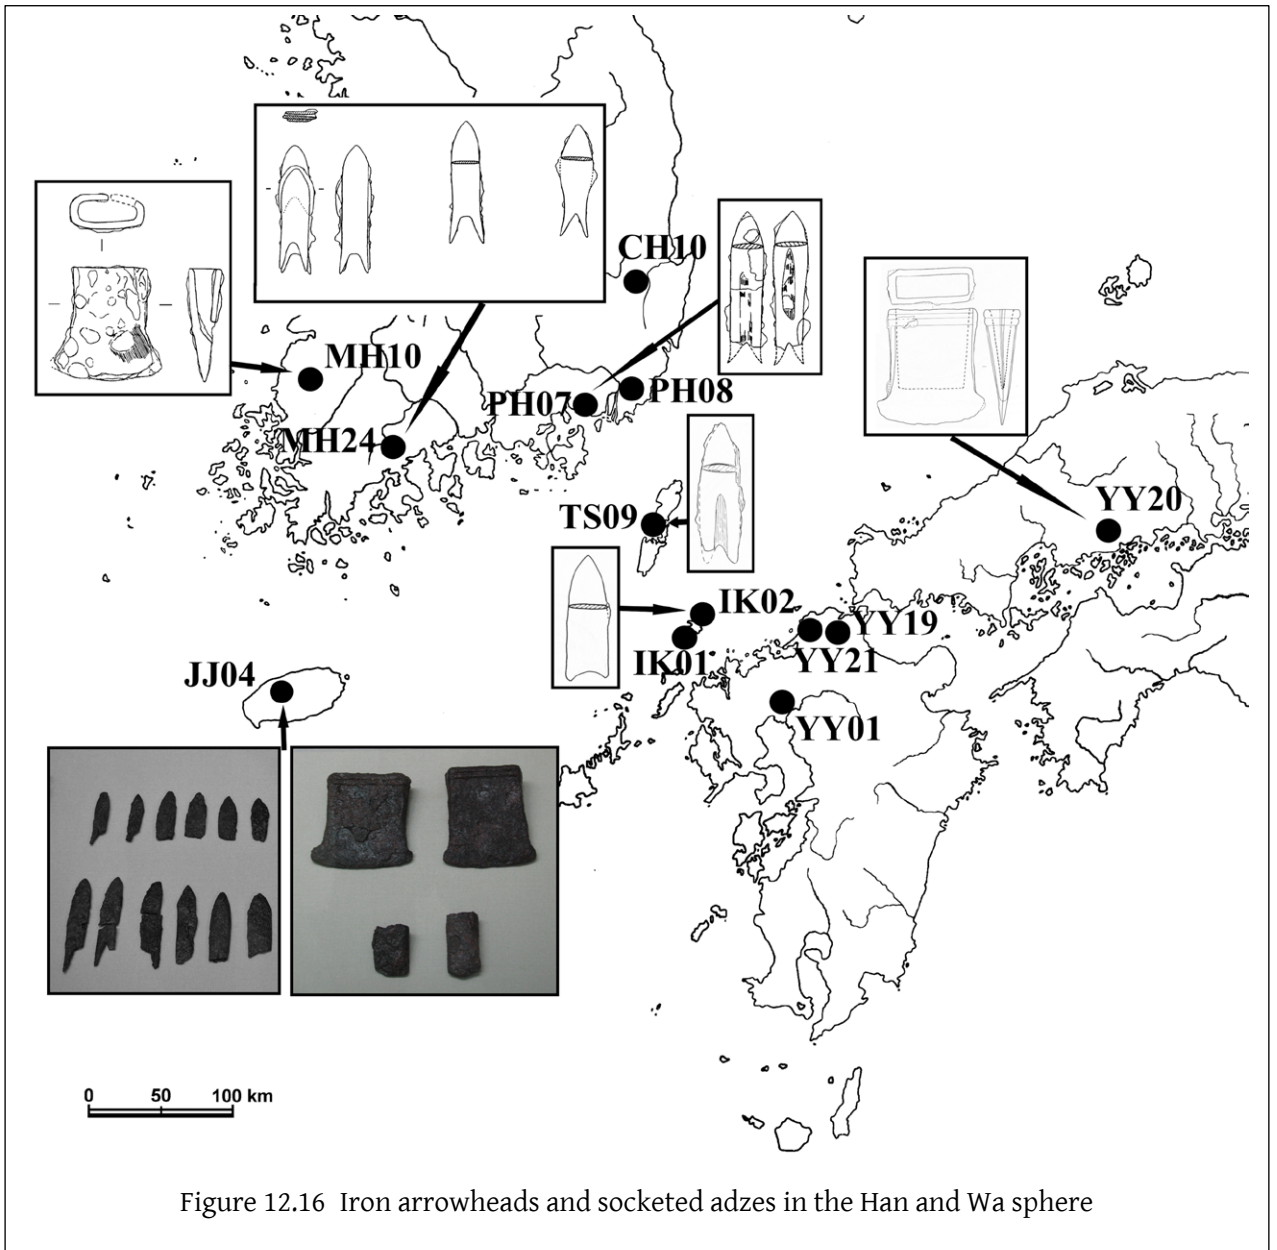 CH10
MH10
PH07
PH08
MH24
TS09
YY20
IK02
YY19
IK01
YY21
JJ04
YY01
0 50 100 km
Figure 12.16 Iron arrowheads and socketed adzes in the Han and Wa sphere